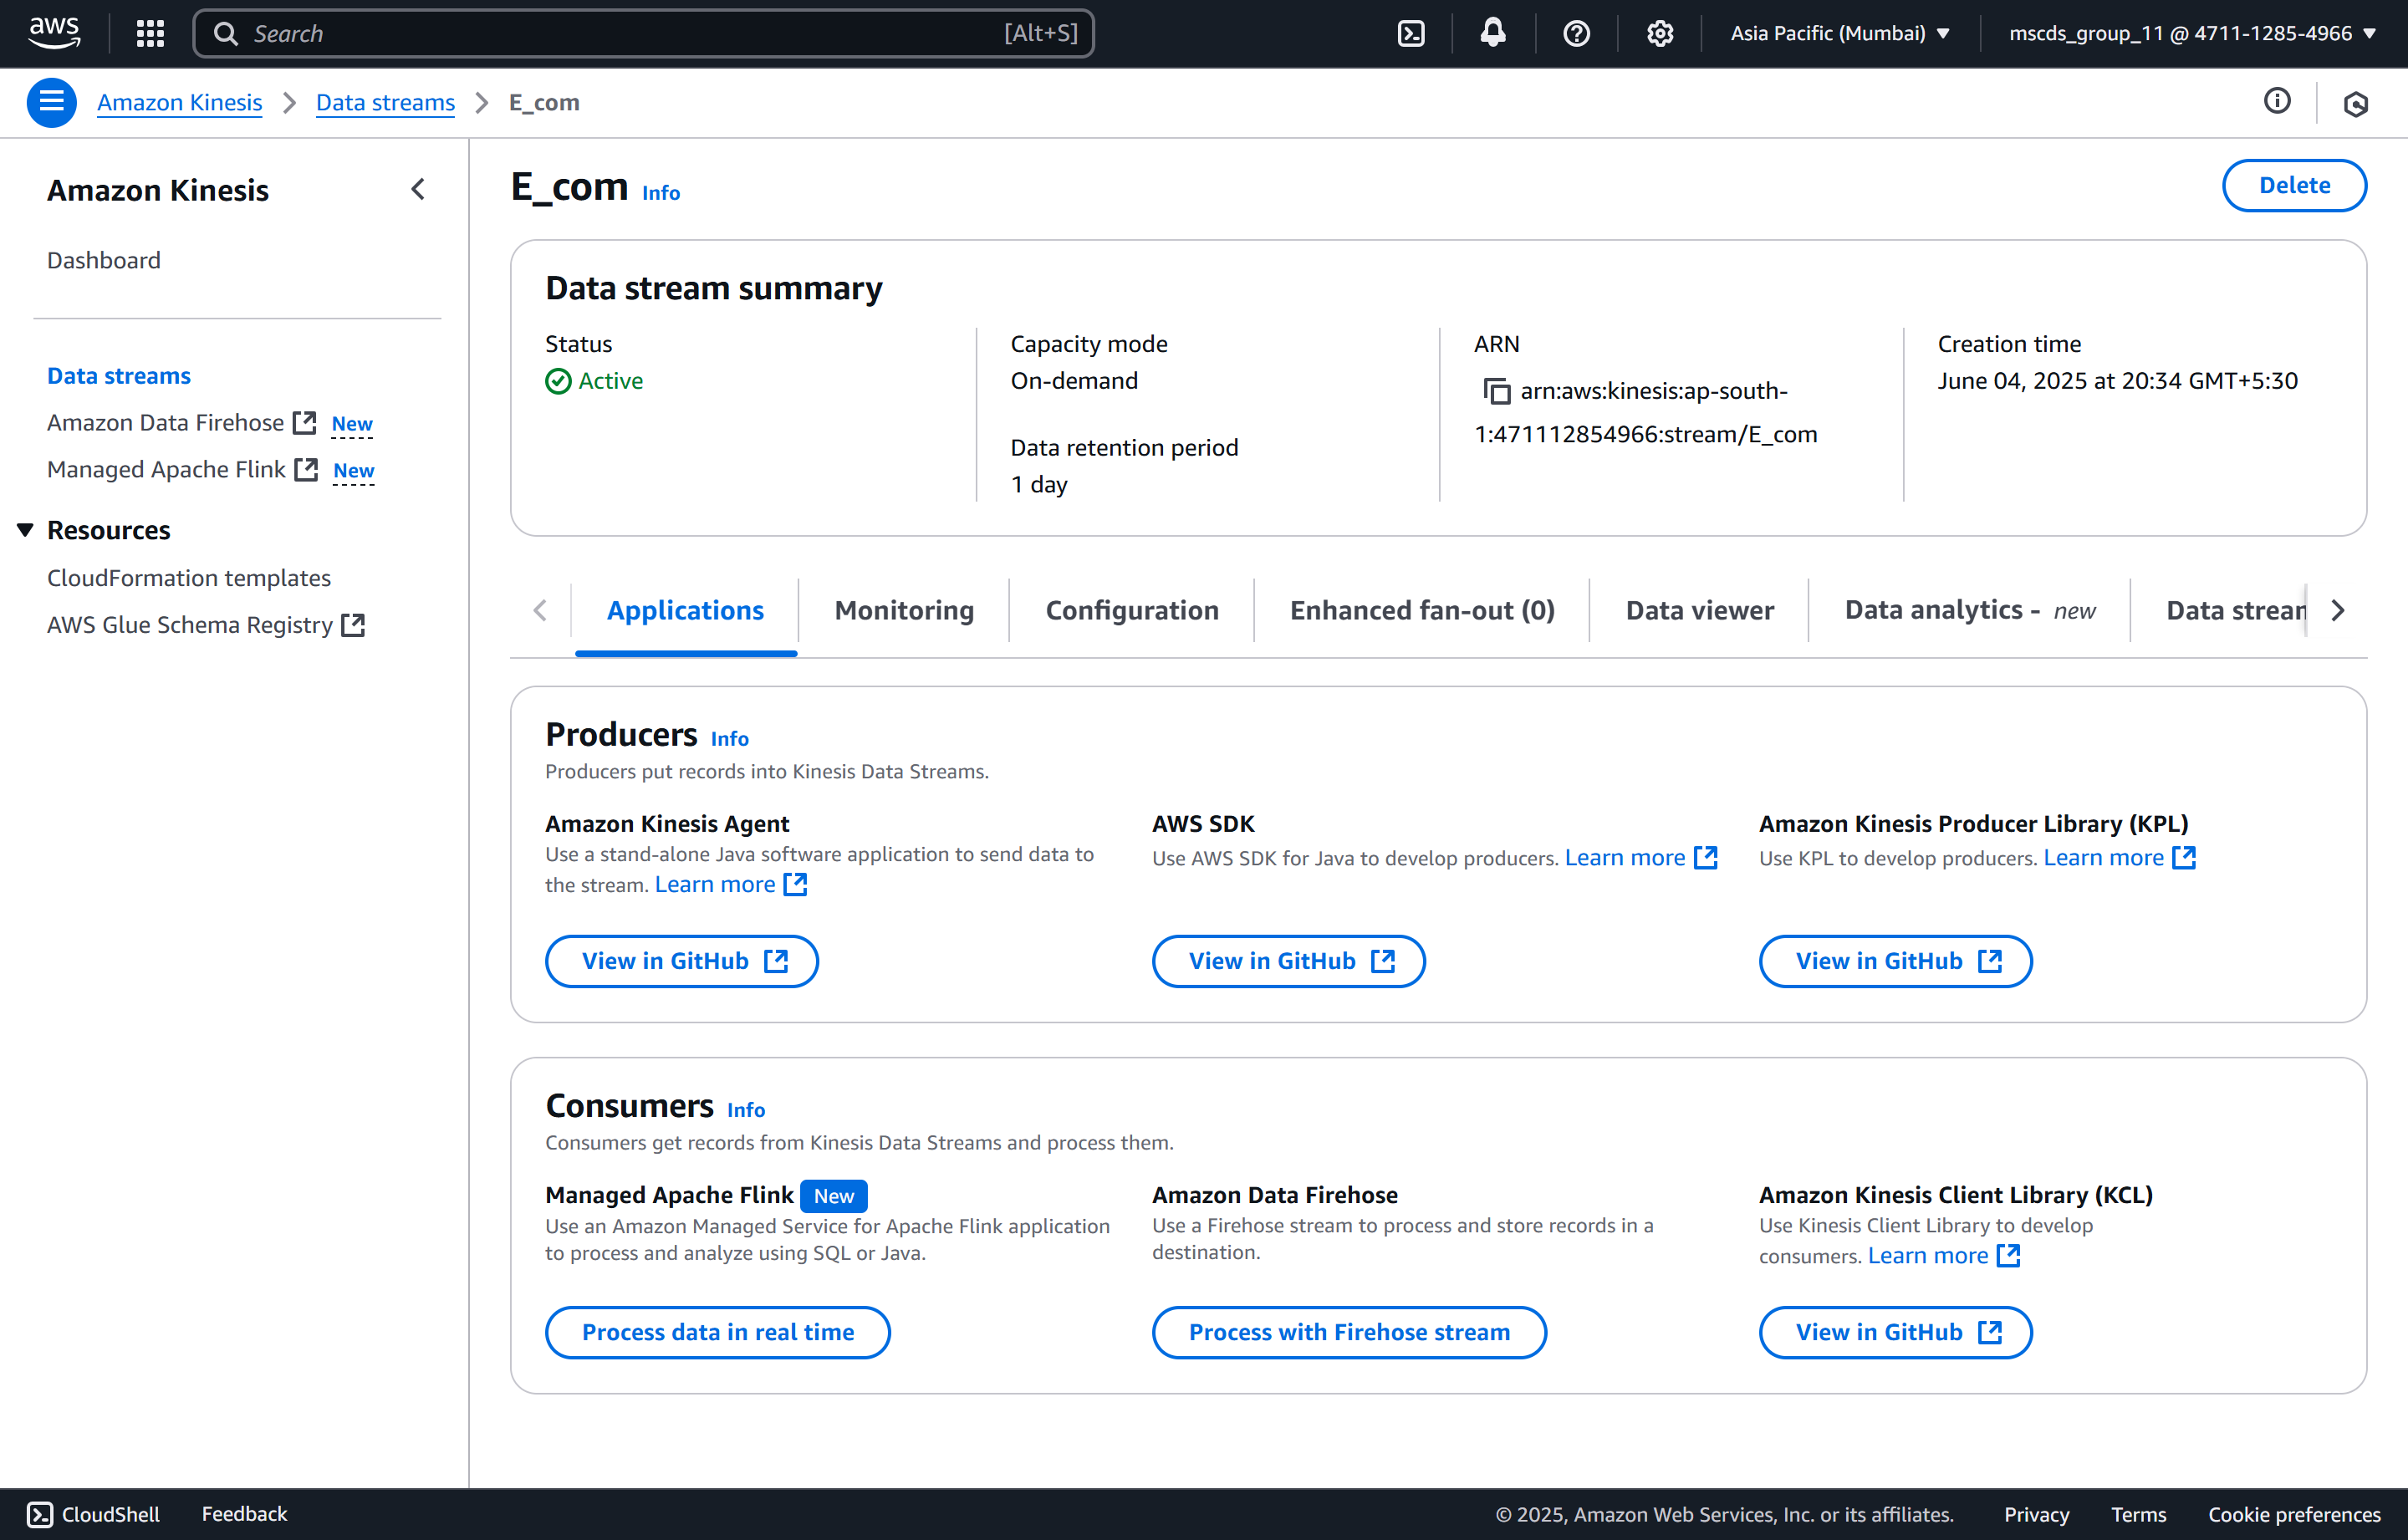 aws
Search
[Alt+S]
Asia Pacific (Mumbai)
mscds_group_11 @ 4711-1285-4966
Amazon Kinesis
Data streams
E_com
Amazon Kinesis
Dashboard
Data streams
Amazon Data Firehose New
Managed Apache Flink New
Resources
CloudFormation templates
AWS Glue Schema Registry
E_com Info
Delete
Data stream summary
Status
Active
Capacity mode
On-demand
Data retention period
1 day
ARN
arn:aws:kinesis:ap-south-
1:471112854966:stream/E_com
Creation time
June 04, 2025 at 20:34 GMT+5:30
Applications
Monitoring
Configuration
Enhanced fan-out (0)
Data viewer
Data analytics - new
Data
Producers Info
Producers put records into Kinesis Data Streams.
Amazon Kinesis Agent
Use a stand-alone Java software application to send data to
the stream. Learn more
View in GitHub
AWS SDK
Use AWS SDK for Java to develop producers. Learn more
View in GitHub
Amazon Kinesis Producer Library (KPL)
Use KPL to develop producers. Learn more
View in GitHub
Consumers Info
Consumers get records from Kinesis Data Streams and process them.
Managed Apache Flink New
Use an Amazon Managed Service for Apache Flink application
to process and analyze using SQL or Java.
Process data in real time
Amazon Data Firehose
Use a Firehose stream to process and store records in a
destination.
Process with Firehose stream
Amazon Kinesis Client Library (KCL)
Use Kinesis Client Library to develop
consumers. Learn more
View in GitHub
CloudShell
Feedback
© 2025, Amazon Web Services, Inc. or its affiliates.
Privacy
Terms
Cookie preferences